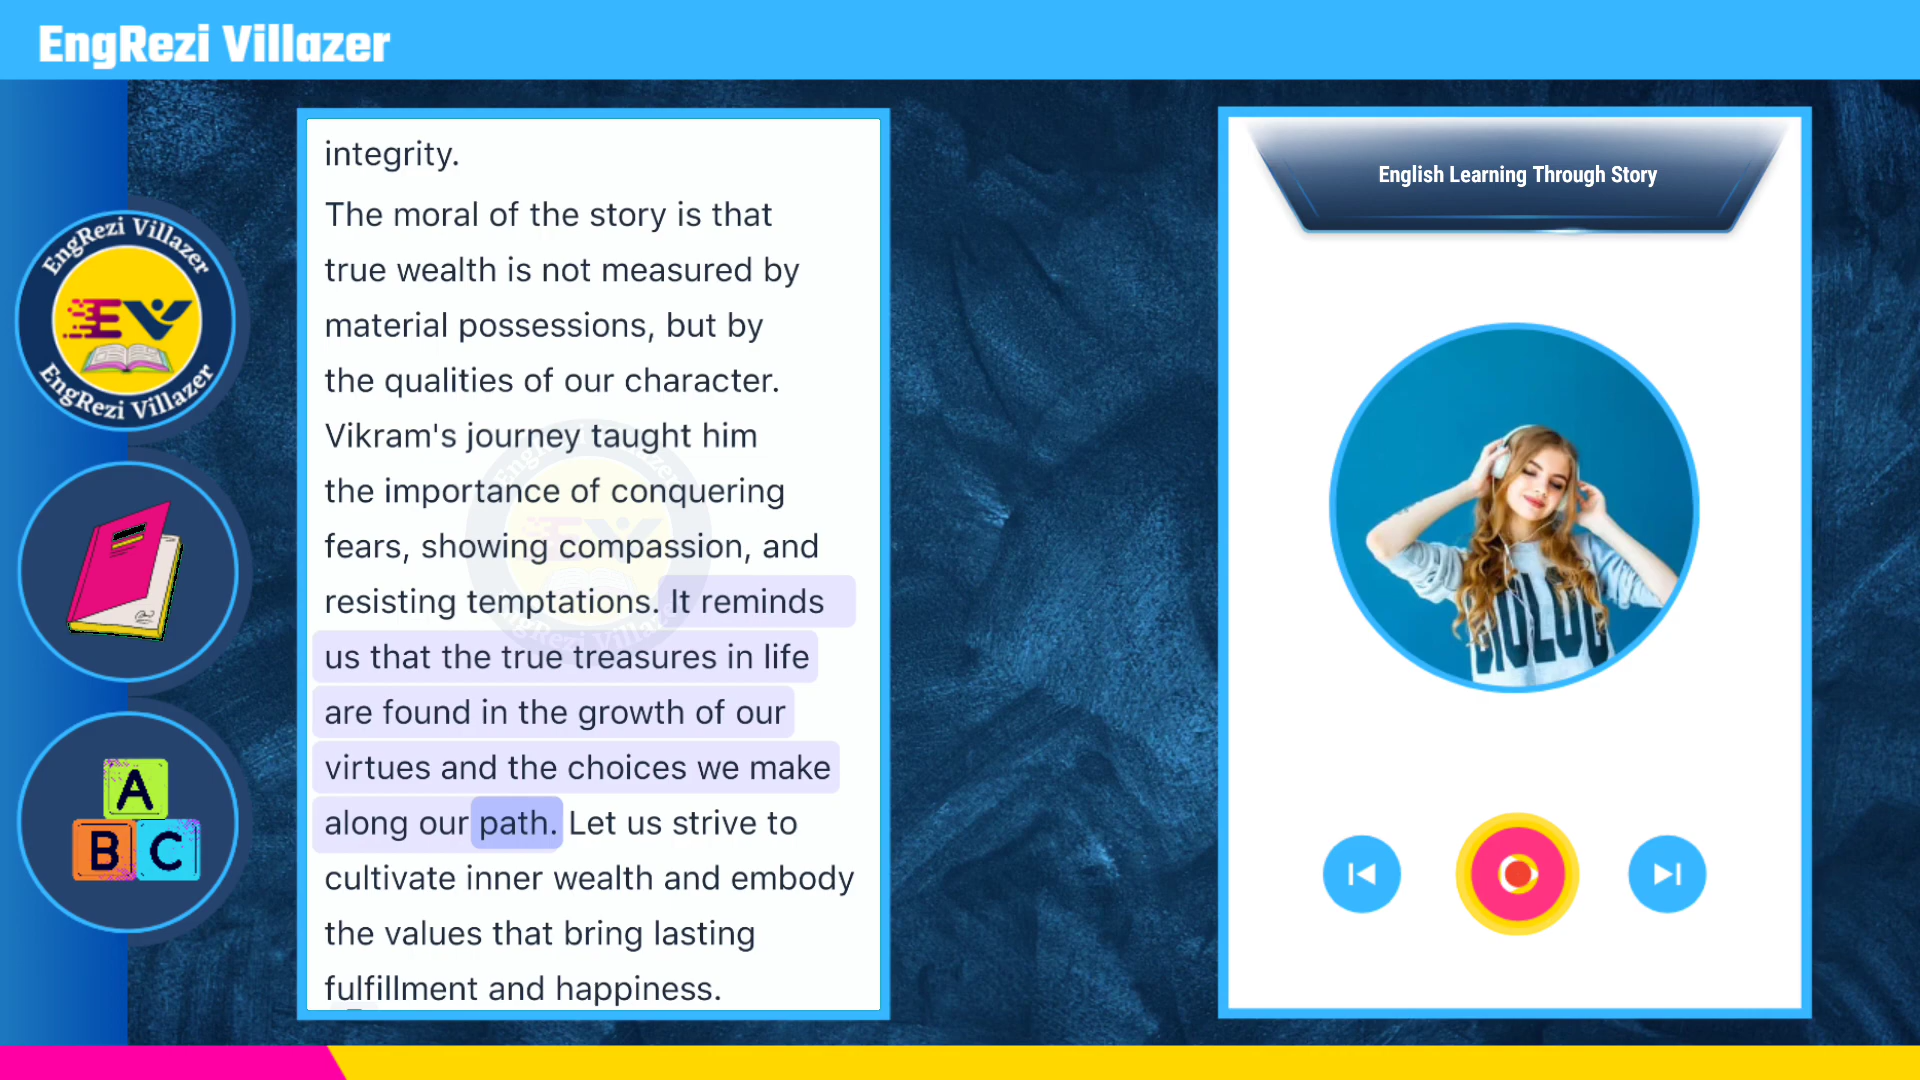 EngRezi Villazer
EngRezi Villazer
EV
EngRezi Villazer
A
B C
integrity.
The moral of the story is that
true wealth is not measured by
material possessions, but by
the qualities of our character.
Vikram's journey taught him
the importance of conquering
fears, showing compassion, and
resisting temptations. It reminds
us that the true treasures in life
are found in the growth of our
virtues and the choices we make
along our path. Let us strive to
cultivate inner wealth and embody
the values that bring lasting
fulfillment and happiness.
English Learning Through Story